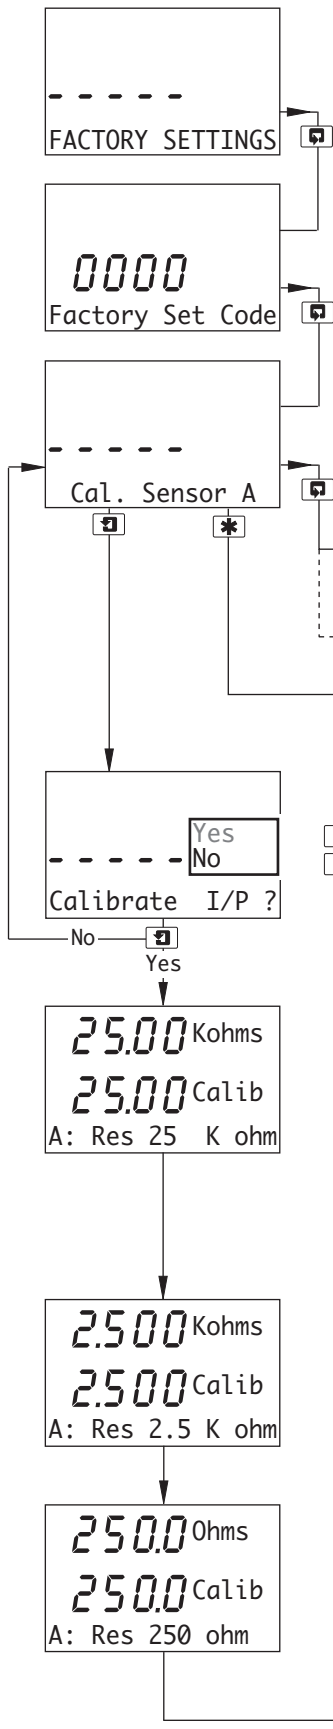 - - - - -
FACTORY SETTINGS
0000
Factory Set Code
- - - - -
Cal. Sensor A
Yes
- - - - - No
Calibrate I/P ?
No
Yes
25.00 Kohms
25.00 Calib
A: Res 25 K ohm
2.500 Kohms
2.500 Calib
A: Res 2.5 K ohm
250.0 Ohms
250.0 Calib
A: Res 250 ohm